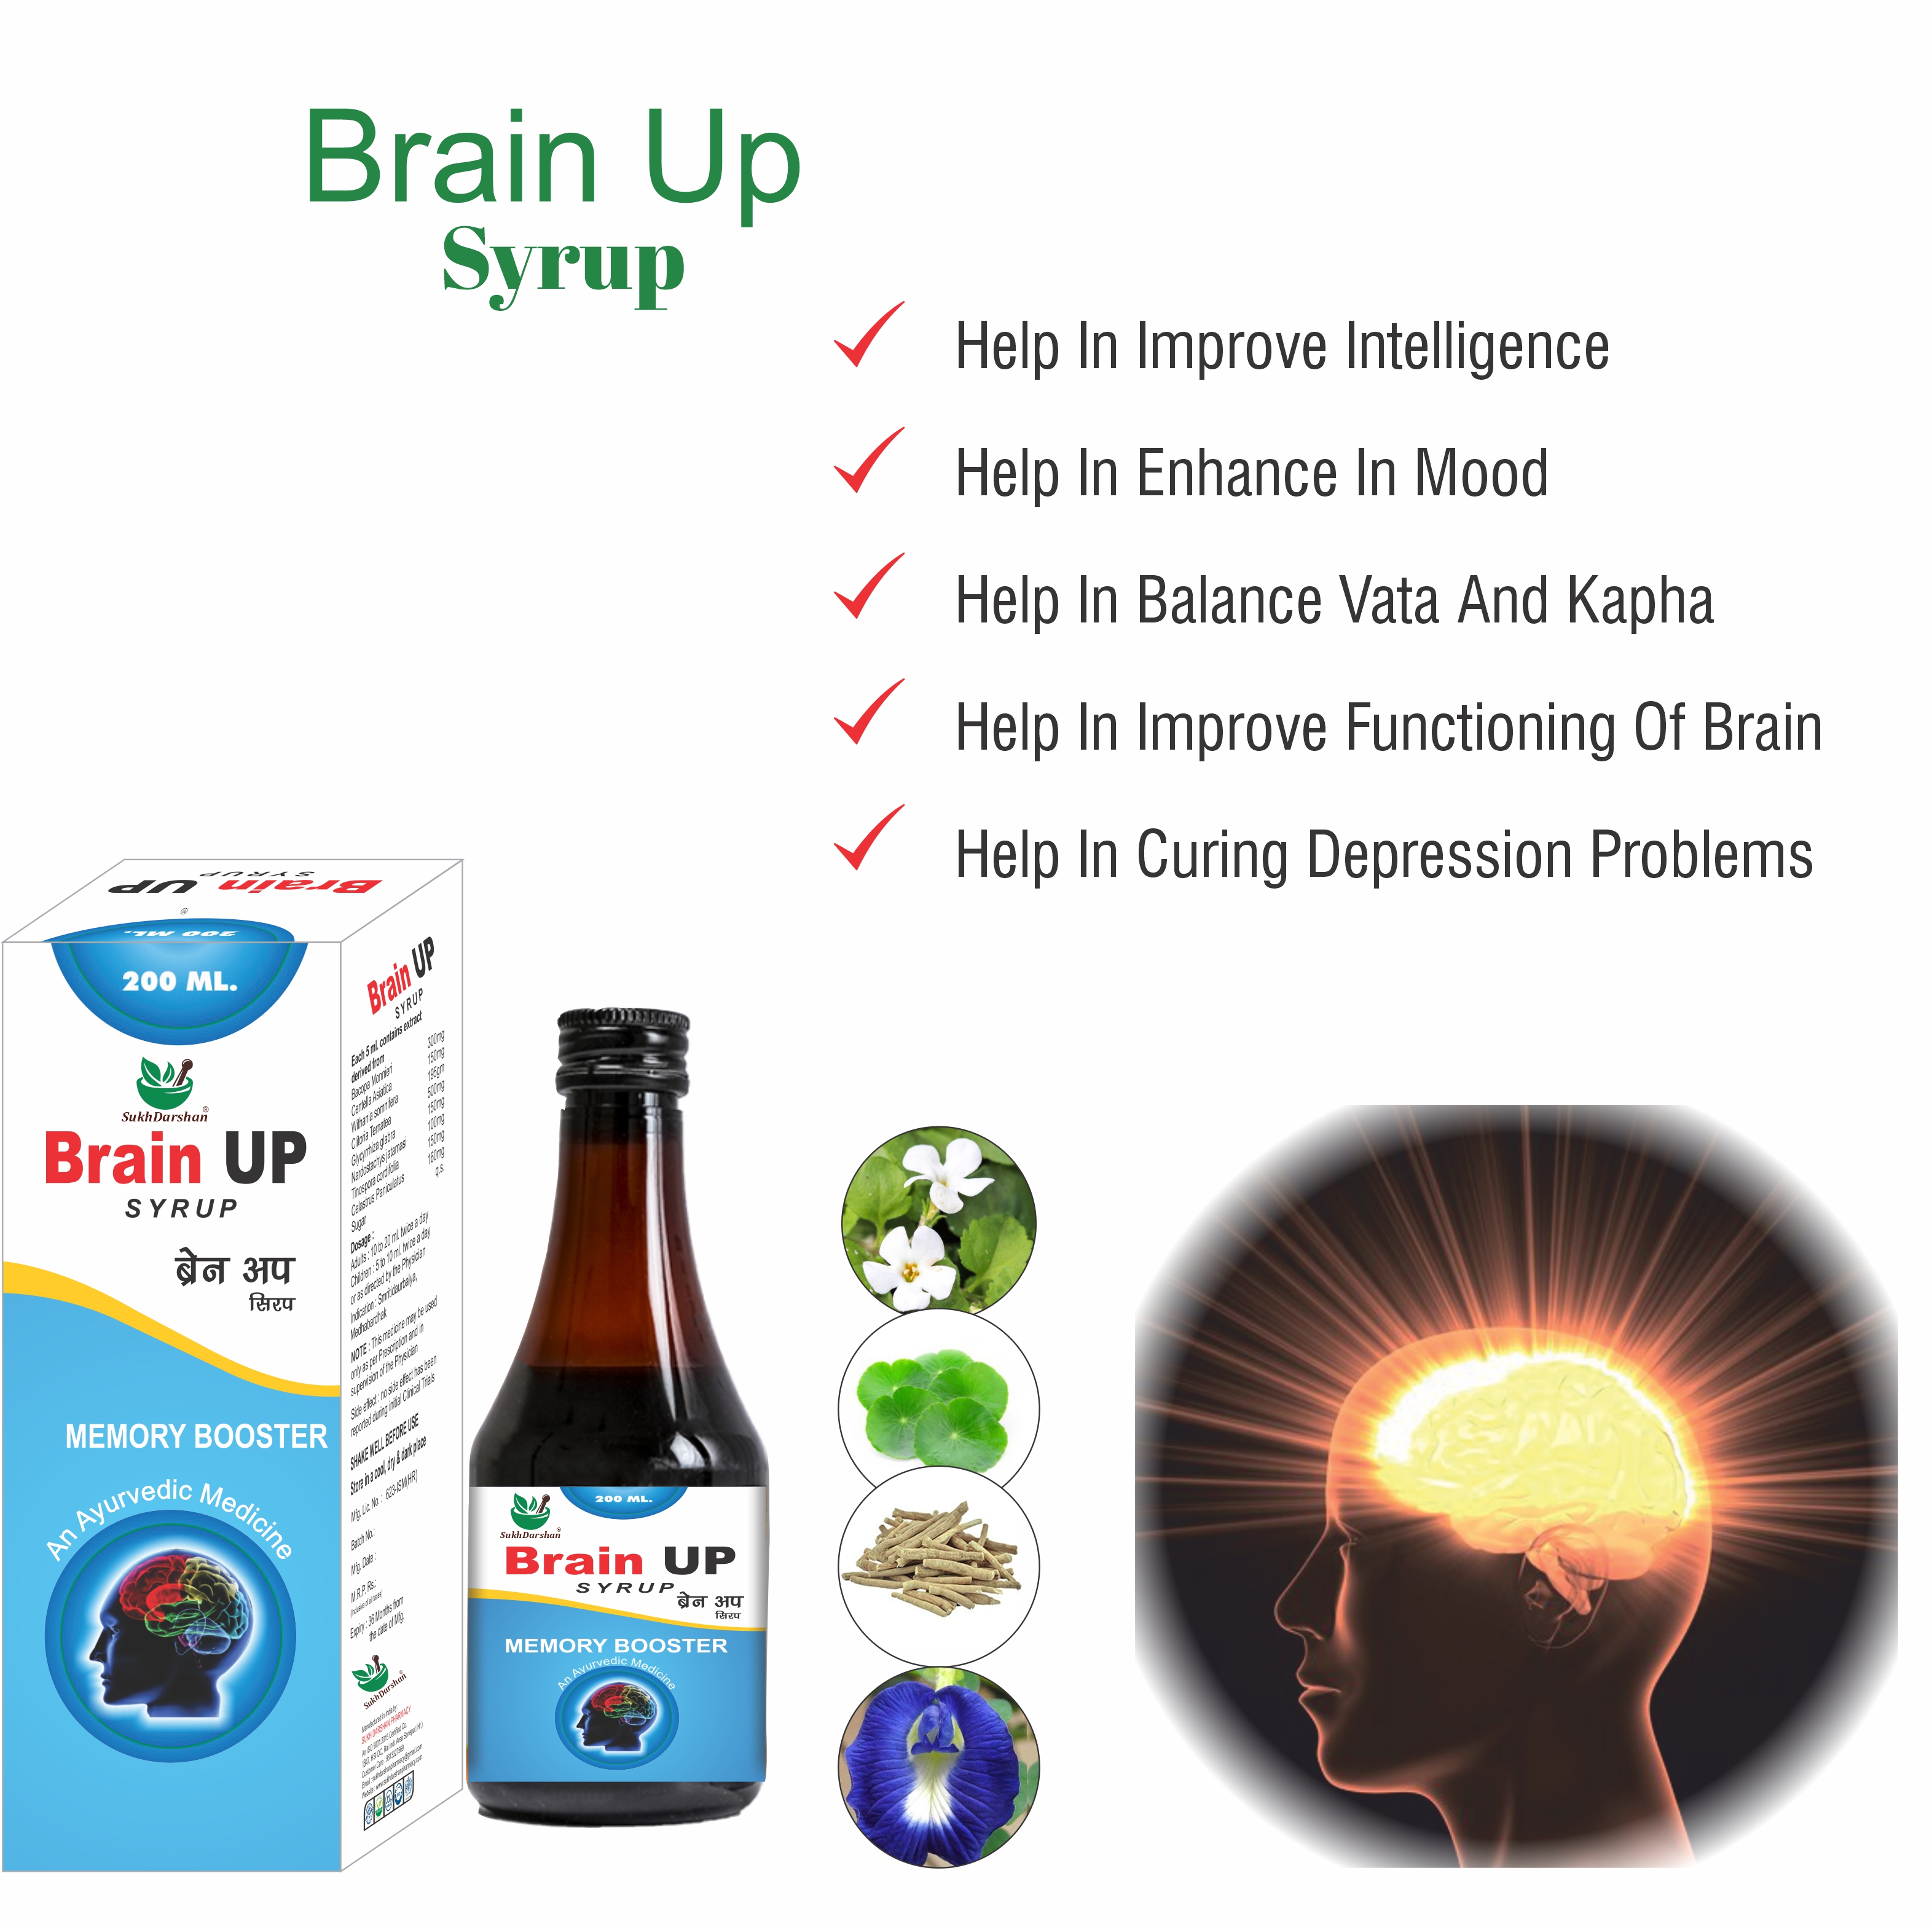 Brain Up
Syrup
Help In Improve Intelligence
Help In Enhance In Mood
Help In Balance Vata And Kapha
Help In Improve Functioning Of Brain
Help In Curing Depression Problems
Brain UP
SYRUP
200 ML.
200 ML.
SukhDarshan®
Brain UP
SYRUP
ब्रेन अप
सिरप
MEMORY BOOSTER
An Ayurvedic Medicine
Brain UP
SYRUP
Each 5 ml. contains extract
derived from
Bacopa Monnieri 300mg
Centella Asiatica 150mg
Withania somnifera 195gm
Clitoria Ternatea 500mg
Glycyrrhiza glabra 150mg
Nardostachys jatamasi 100mg
Tinospora cordifolia 150mg
Celastrus Paniculatus 160mg
Sugar q.s.
Dosage :
Adults : 10 to 20 ml. twice a day
Children : 5 to 10 ml. twice a day
or as directed by the Physician
Indication : Smritidaurbalya,
Medhabardhak
NOTE : This medicine may be used
only as per Prescription and in
supervision of the Physician
Side effect : no side effect has been
reported during initial Clinical Trials
SHAKE WELL BEFORE USE
Store in a cool, dry & dark place
Mfg. Lic. No. : 623-ISM(HR)
Batch No.:
Mfg. Date :
M.R.P. Rs.:
(Inclusive of all taxes)
Expiry : 36 Months from
the date of Mfg.
SukhDarshan®
Manufactured in India by :
SUKH DARSHAN PHARMACY
200 ML.
SukhDarshan®
Brain UP
SYRUP
ब्रेन अप
सिरप
MEMORY BOOSTER
An Ayurvedic Medicine